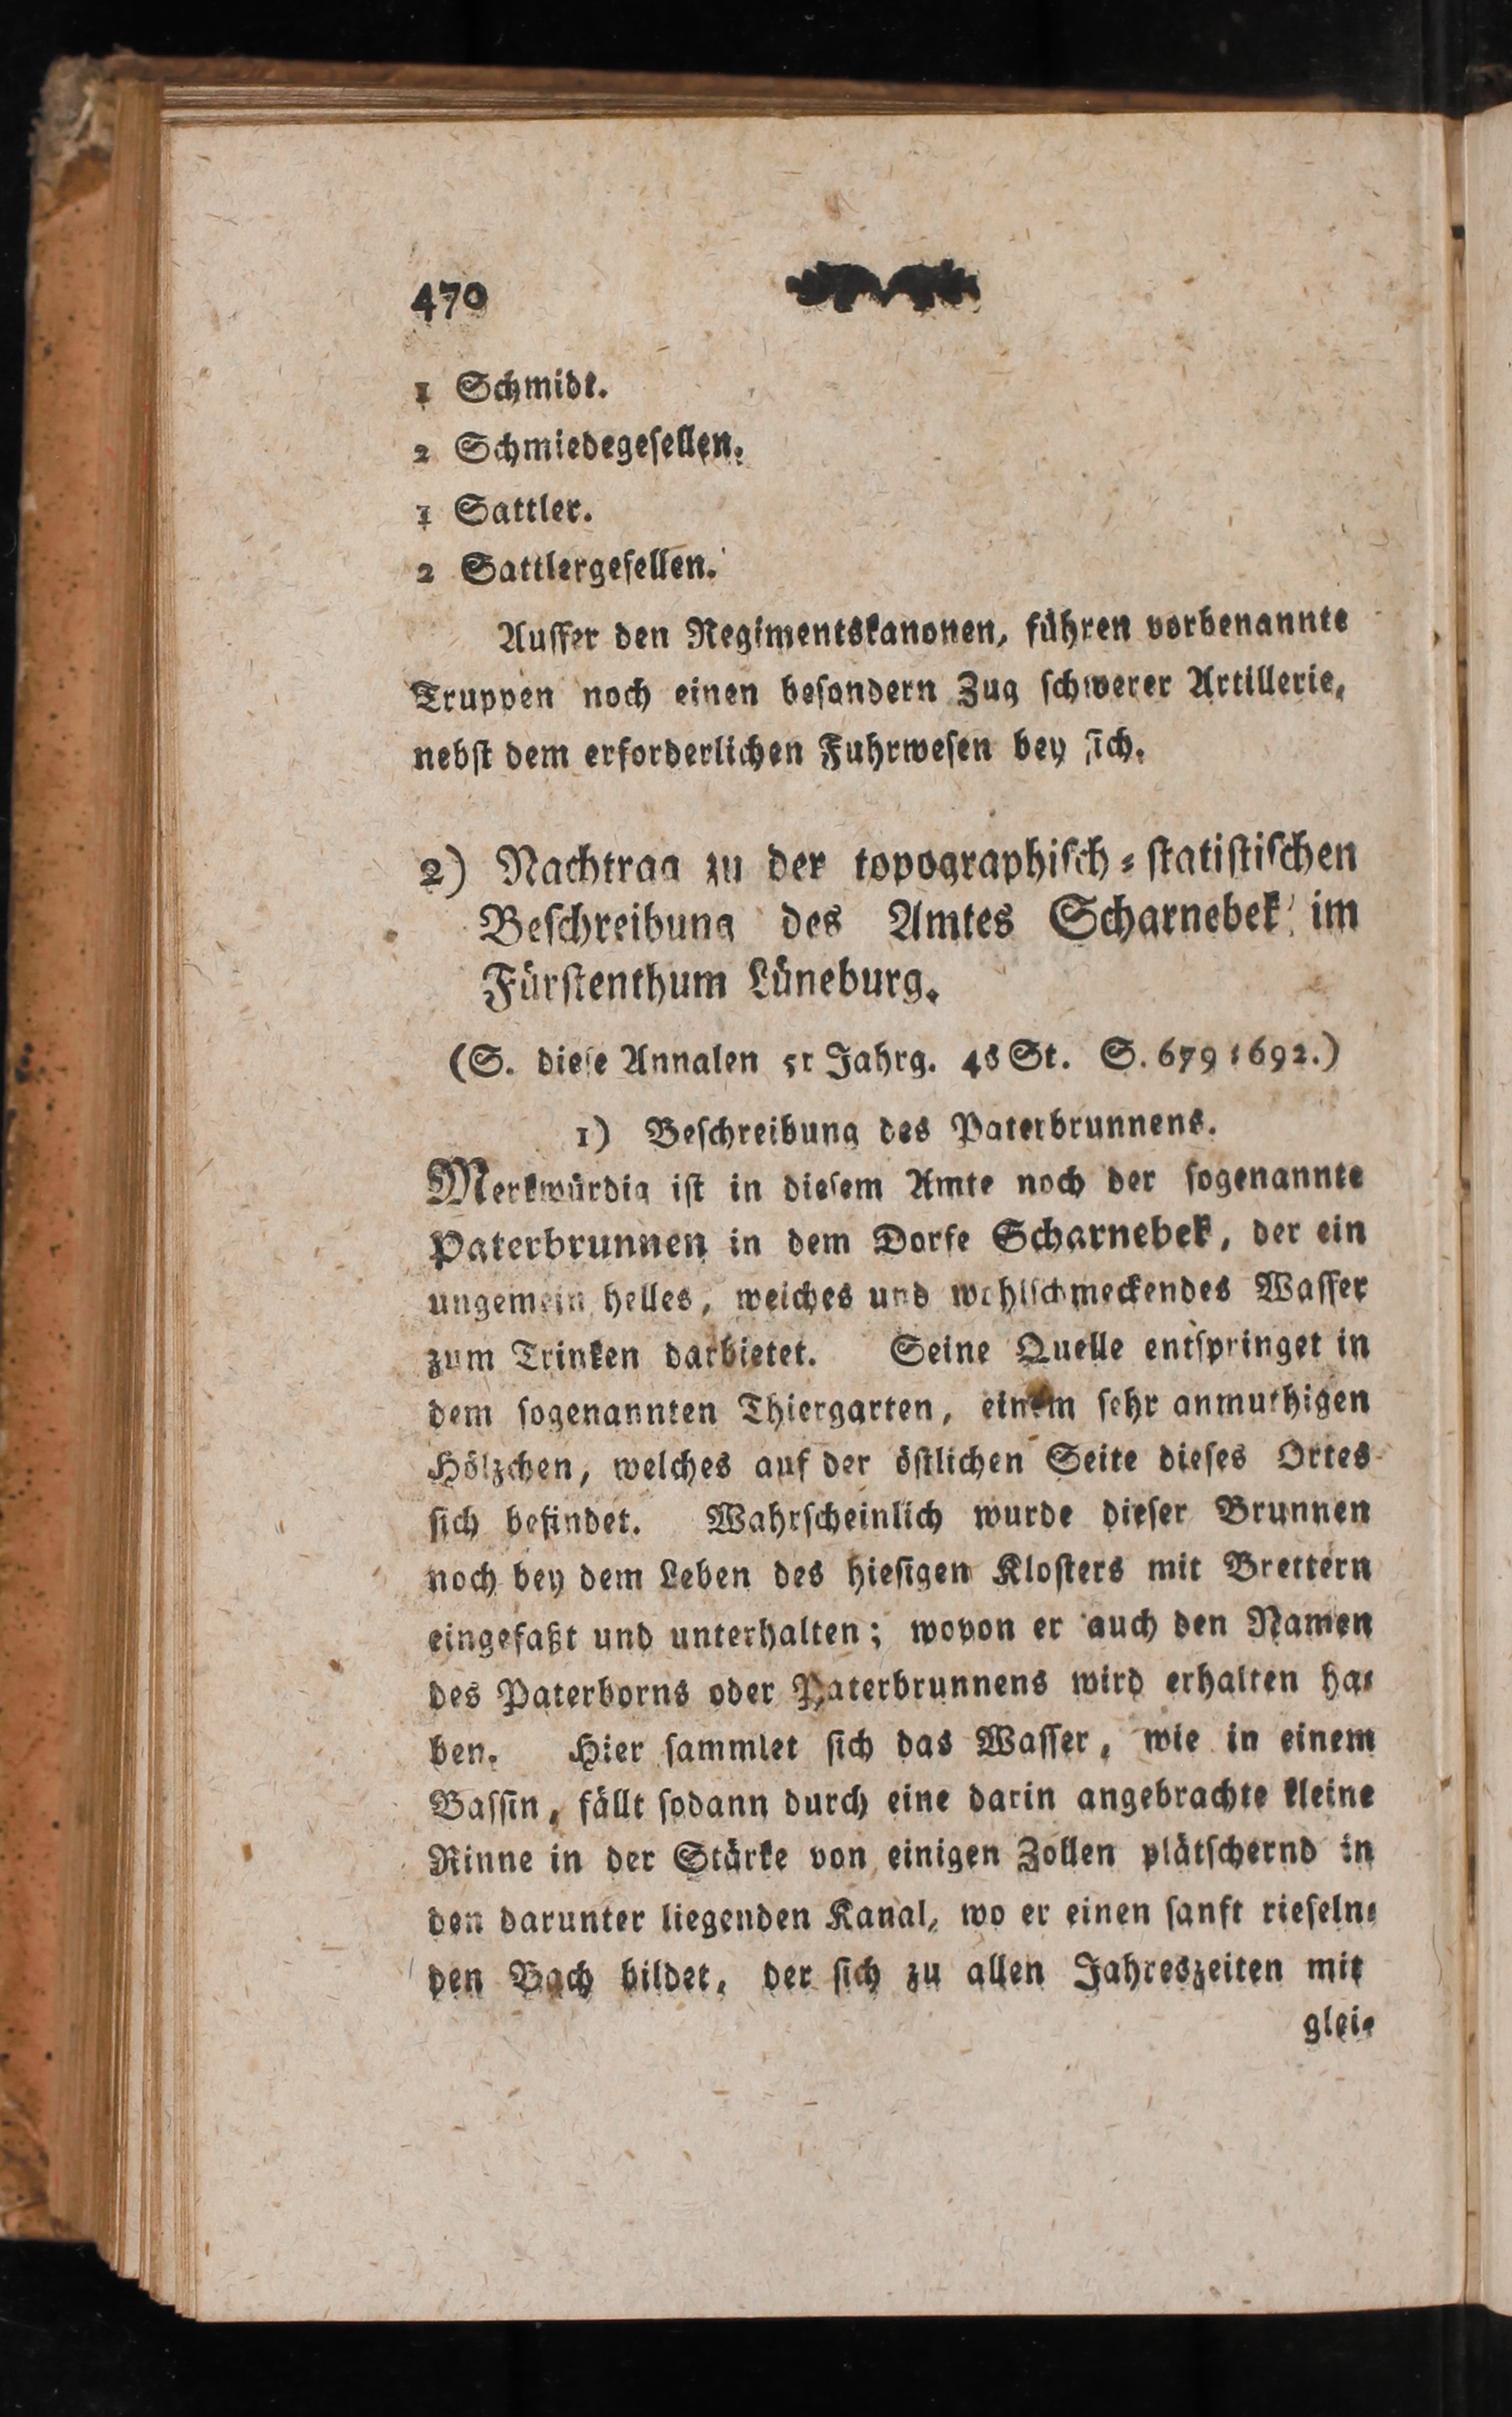 470
1 Schmidt.
2 Schmiedegeſellen.
1 Sattler.
2 Sattlergeſellen.
Auſſer den Regimentskanonen, führen vorbenannte
Truppen noch einen beſondern Zug ſchwerer Artillerie,
nebſt dem erforderlichen Fuhrweſen bey ſich.
2) Nachtrag zu der topographiſch⸗ſtatiſtiſchen
Beſchreibung des Amtes Scharnebek im
Fürſtenthum Lüneburg.
(S. dieſe Annalen 5r Jahrg. 4s St. S. 679⸗692.)
1) Beſchreibung des Paterbrunnens.
Merkwürdig iſt in dieſem Amte noch der ſogenannte
Paterbrunnen in dem Dorfe Scharnebek, der ein
ungemein helles, weiches und wohlſchmeckendes Waſſer
zum Trinken darbietet. Seine Quelle entſpringet in
dem ſogenannten Thiergarten, einem ſehr anmuthigen
Hölzchen, welches auf der öſtlichen Seite dieſes Ortes
ſich befindet. Wahrſcheinlich wurde dieſer Brunnen
noch bey dem Leben des hieſigen Kloſters mit Brettern
eingefaßt und unterhalten; wovon er auch den Namen
des Paterborns oder Paterbrunnens wird erhalten ha⸗
ben. Hier ſammlet ſich das Waſſer, wie in einem
Baſſin, fällt ſodann durch eine darin angebrachte kleine
Rinne in der Stärke von einigen Zollen plätſchernd in
den darunter liegenden Kanal, wo er einen ſanft rieſeln⸗
den Bach bildet, der ſich zu allen Jahreszeiten mit
glei⸗